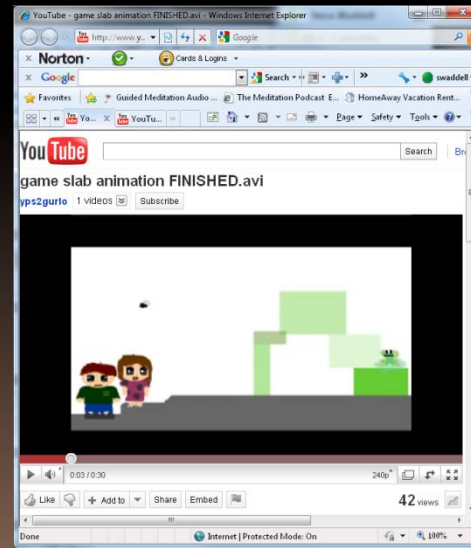 YouTube - game slab animation FINISHED.avi - Windows Internet Explorer
http://www.y... Google
Norton Cards & Logins
Google Search swaddell
Favorites Guided Meditation Audio ... The Meditation Podcast E... HomeAway Vacation Rent...
Yo... YouTu... Page Safety Tools
YouTube Search Br
game slab animation FINISHED.avi
yps2gurlo 1 videos Subscribe
0:03 / 0:30 240p
Like Add to Share Embed 42 views
Done Internet | Protected Mode: On 100%